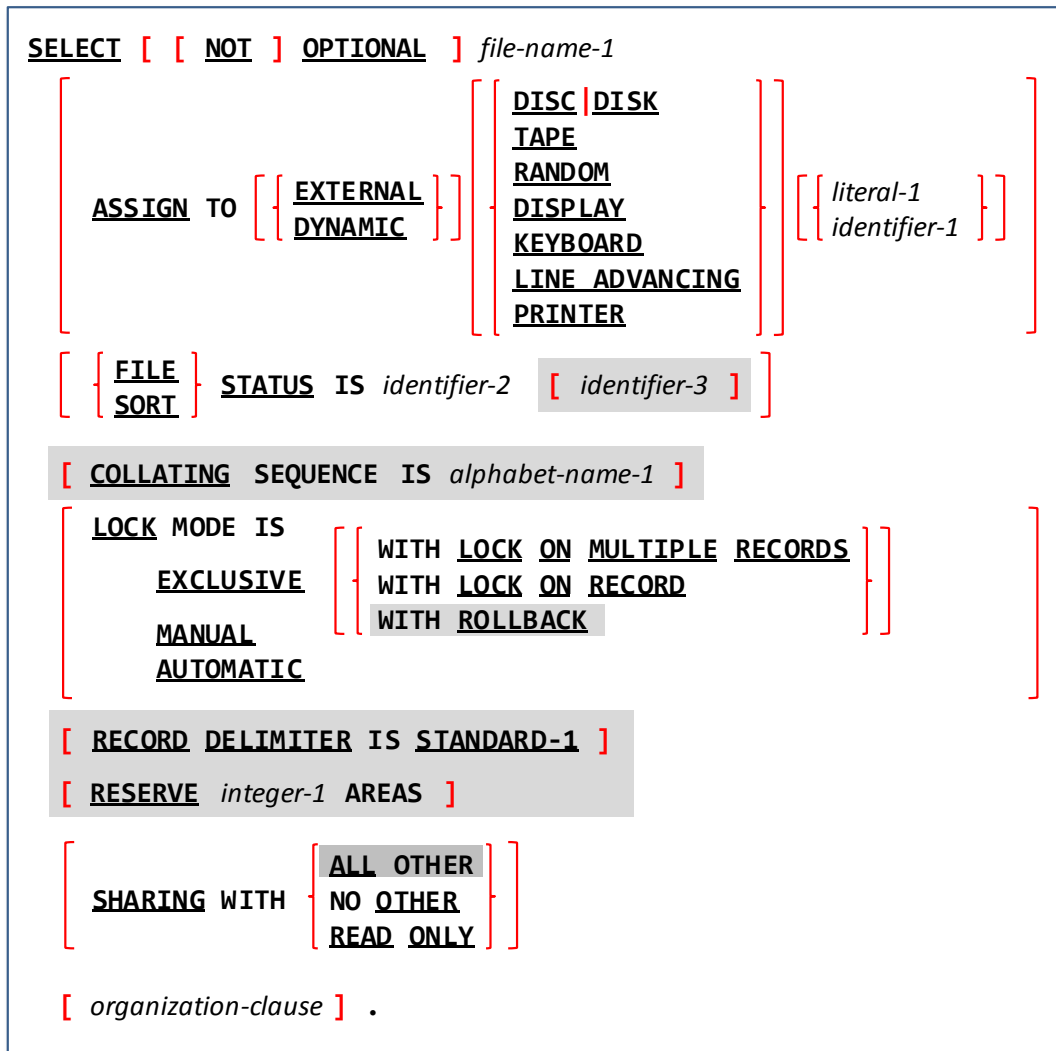 SELECT [ [ NOT ] OPTIONAL ] file-name-1
DISC|DISK
TAPE
RANDOM
ASSIGN TO EXTERNAL DISPLAY literal-1
DYNAMIC KEYBOARD identifier-1
LINE ADVANCING
PRINTER
FILE
SORT STATUS IS identifier-2 [ identifier-3 ]
[ COLLATING SEQUENCE IS alphabet-name-1 ]
LOCK MODE IS
EXCLUSIVE
MANUAL
AUTOMATIC
WITH LOCK ON MULTIPLE RECORDS
WITH LOCK ON RECORD
WITH ROLLBACK
[ RECORD DELIMITER IS STANDARD-1 ]
[ RESERVE integer-1 AREAS ]
ALL OTHER
SHARING WITH NO OTHER
READ ONLY
[ organization-clause ] .